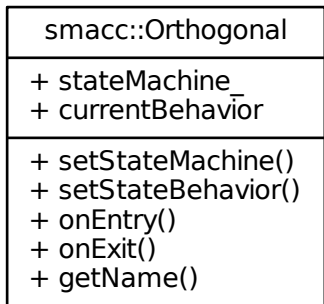 smacc::Orthogonal
+ stateMachine_
+ currentBehavior
+ setStateMachine()
+ setStateBehavior()
+ onEntry()
+ onExit()
+ getName()